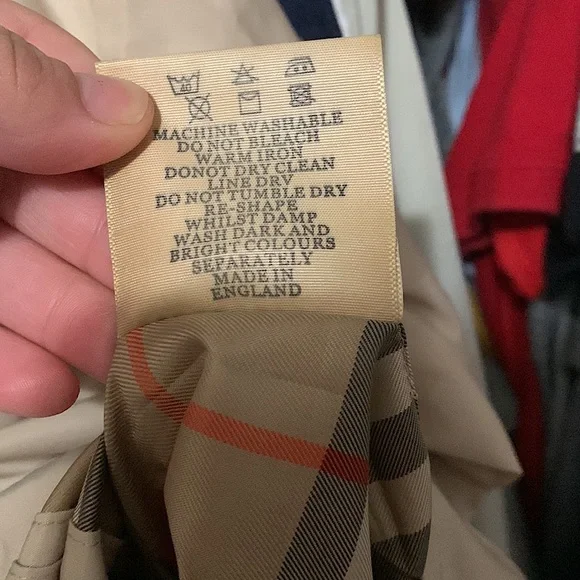 40
MACHINE WASHABLE
DO NOT BLEACH
WARM IRON
DONOT DRY CLEAN
LINE DRY
DO NOT TUMBLE DRY
RE-SHAPE
WHILST DAMP
WASH DARK AND
BRIGHT COLOURS
SEPARATELY
MADE IN
ENGLAND